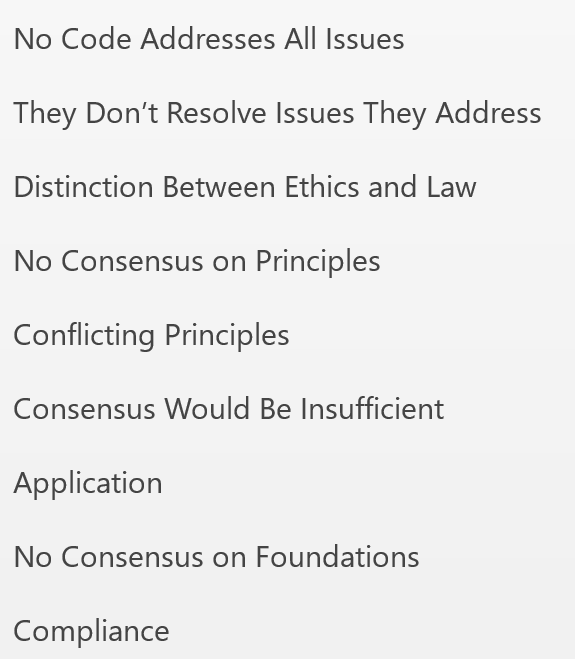 No Code Addresses All Issues
They Don’t Resolve Issues They Address
Distinction Between Ethics and Law
No Consensus on Principles
Conflicting Principles
Consensus Would Be Insufficient
Application
No Consensus on Foundations
Compliance